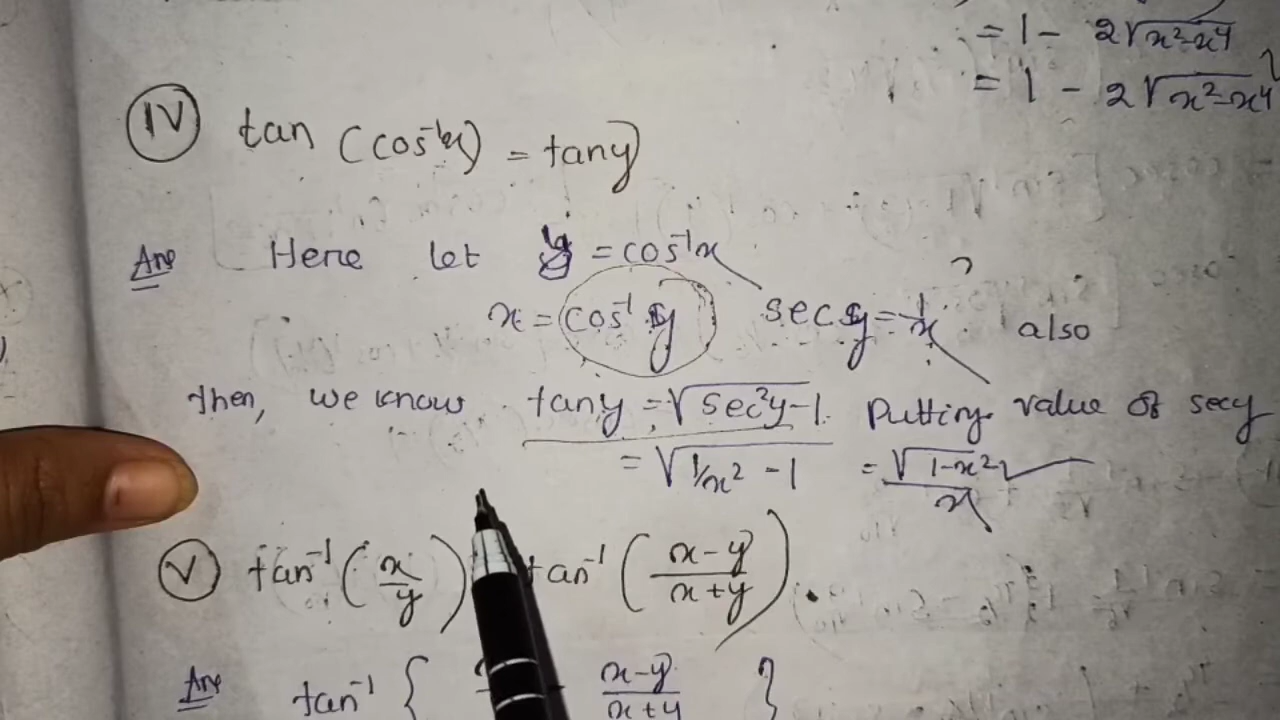 = 1 - 2√x²-x⁴
= 1 - 2√x²-x⁴
(IV) tan (cos⁻¹x) = tany
Ans Here let y = cos⁻¹x
x = cos⁻¹ y secy = 1/x ? also
then, we know tany = √sec²y-1. Putting value of secy
= √1/x² - 1 = √1-x²/x
(V) tan⁻¹ (x/y) tan⁻¹ (x-y/x+y).
Ans tan⁻¹ { x-y/x+y }